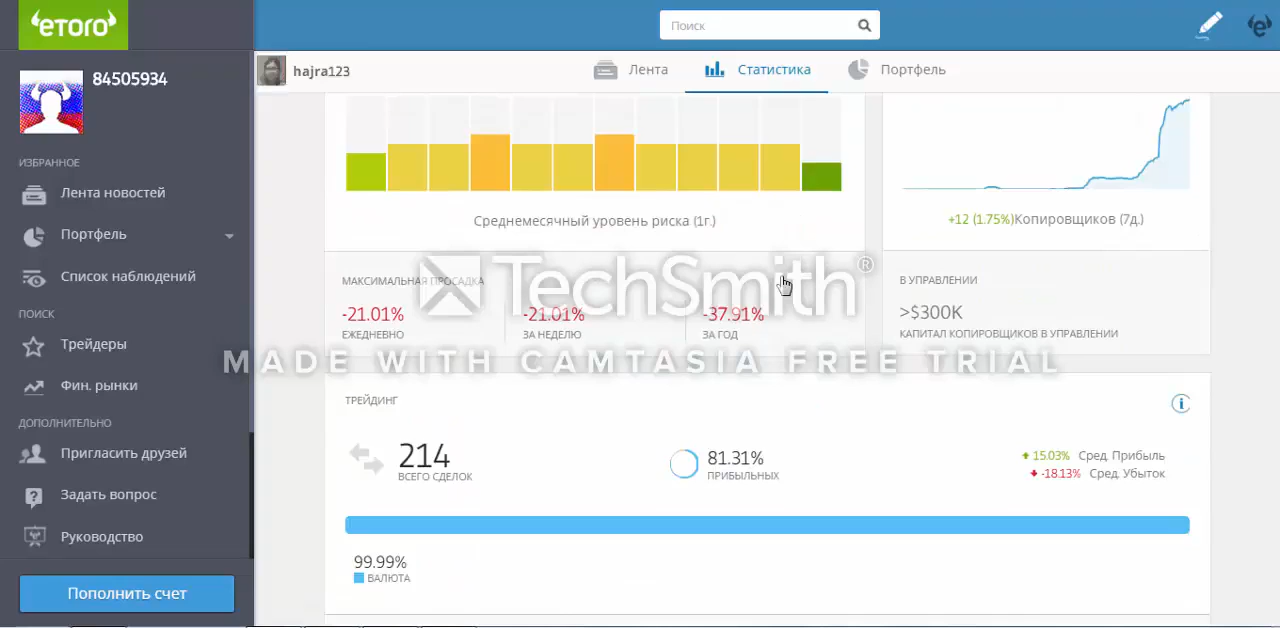 eToro
Поиск
84505934
hajra123
Лента
Статистика
Портфель
ИЗБРАННОЕ
Лента новостей
Портфель
Список наблюдений
ПОИСК
Трейдеры
Фин. рынки
ДОПОЛНИТЕЛЬНО
Пригласить друзей
Задать вопрос
Руководство
Пополнить счет
Среднемесячный уровень риска (1г.)
+12 (1.75%)Копировщиков (7д.)
МАКСИМАЛЬНАЯ ПРОСАДКА
-21.01%
ЕЖЕДНЕВНО
-21.01%
ЗА НЕДЕЛЮ
-37.91%
ЗА ГОД
В УПРАВЛЕНИИ
>$300K
КАПИТАЛ КОПИРОВЩИКОВ В УПРАВЛЕНИИ
TechSmith®
MADE WITH CAMTASIA FREE TRIAL
ТРЕЙДИНГ
214
ВСЕГО СДЕЛОК
81.31%
ПРИБЫЛЬНЫХ
15.03% Сред. Прибыль
-18.13% Сред. Убыток
99.99%
ВАЛЮТА